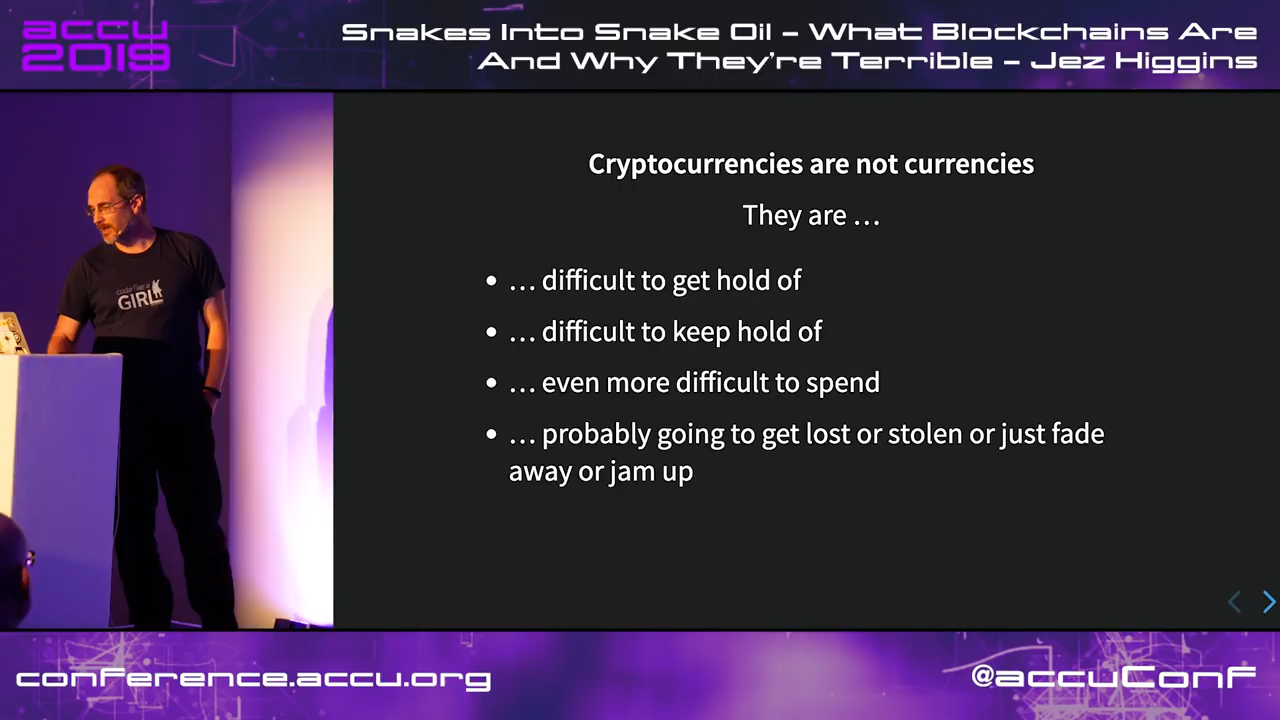 accu
2019
Snakes Into Snake Oil – What Blockchains Are
And Why They're Terrible – Jez Higgins
code like a
GIRL
Cryptocurrencies are not currencies
They are …
• … difficult to get hold of
• … difficult to keep hold of
• … even more difficult to spend
• … probably going to get lost or stolen or just fade
away or jam up
conference.accu.org
@accuConf